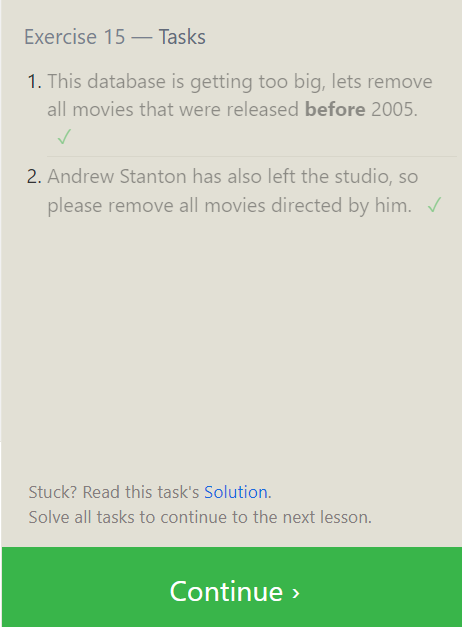 Exercise 15 — Tasks
1. This database is getting too big, lets remove
all movies that were released before 2005.
✓
2. Andrew Stanton has also left the studio, so
please remove all movies directed by him. ✓
Stuck? Read this task's Solution.
Solve all tasks to continue to the next lesson.
Continue ›